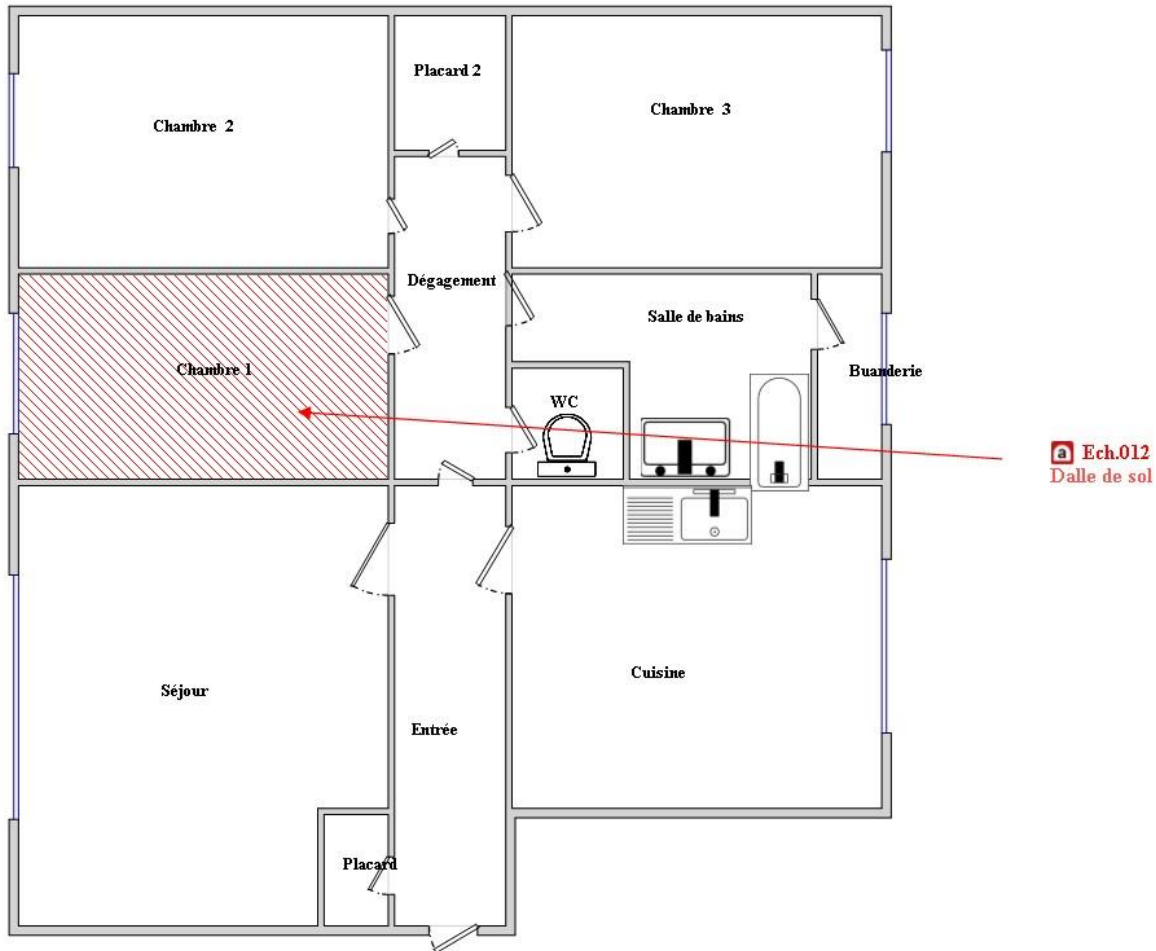 Placard 2
Chambre 2
Chambre 3
Dégagement
Salle de bains
Chambre 1
Buanderie
WC
a Ech.012
Dalle de sol
Séjour
Cuisine
Entrée
Placard